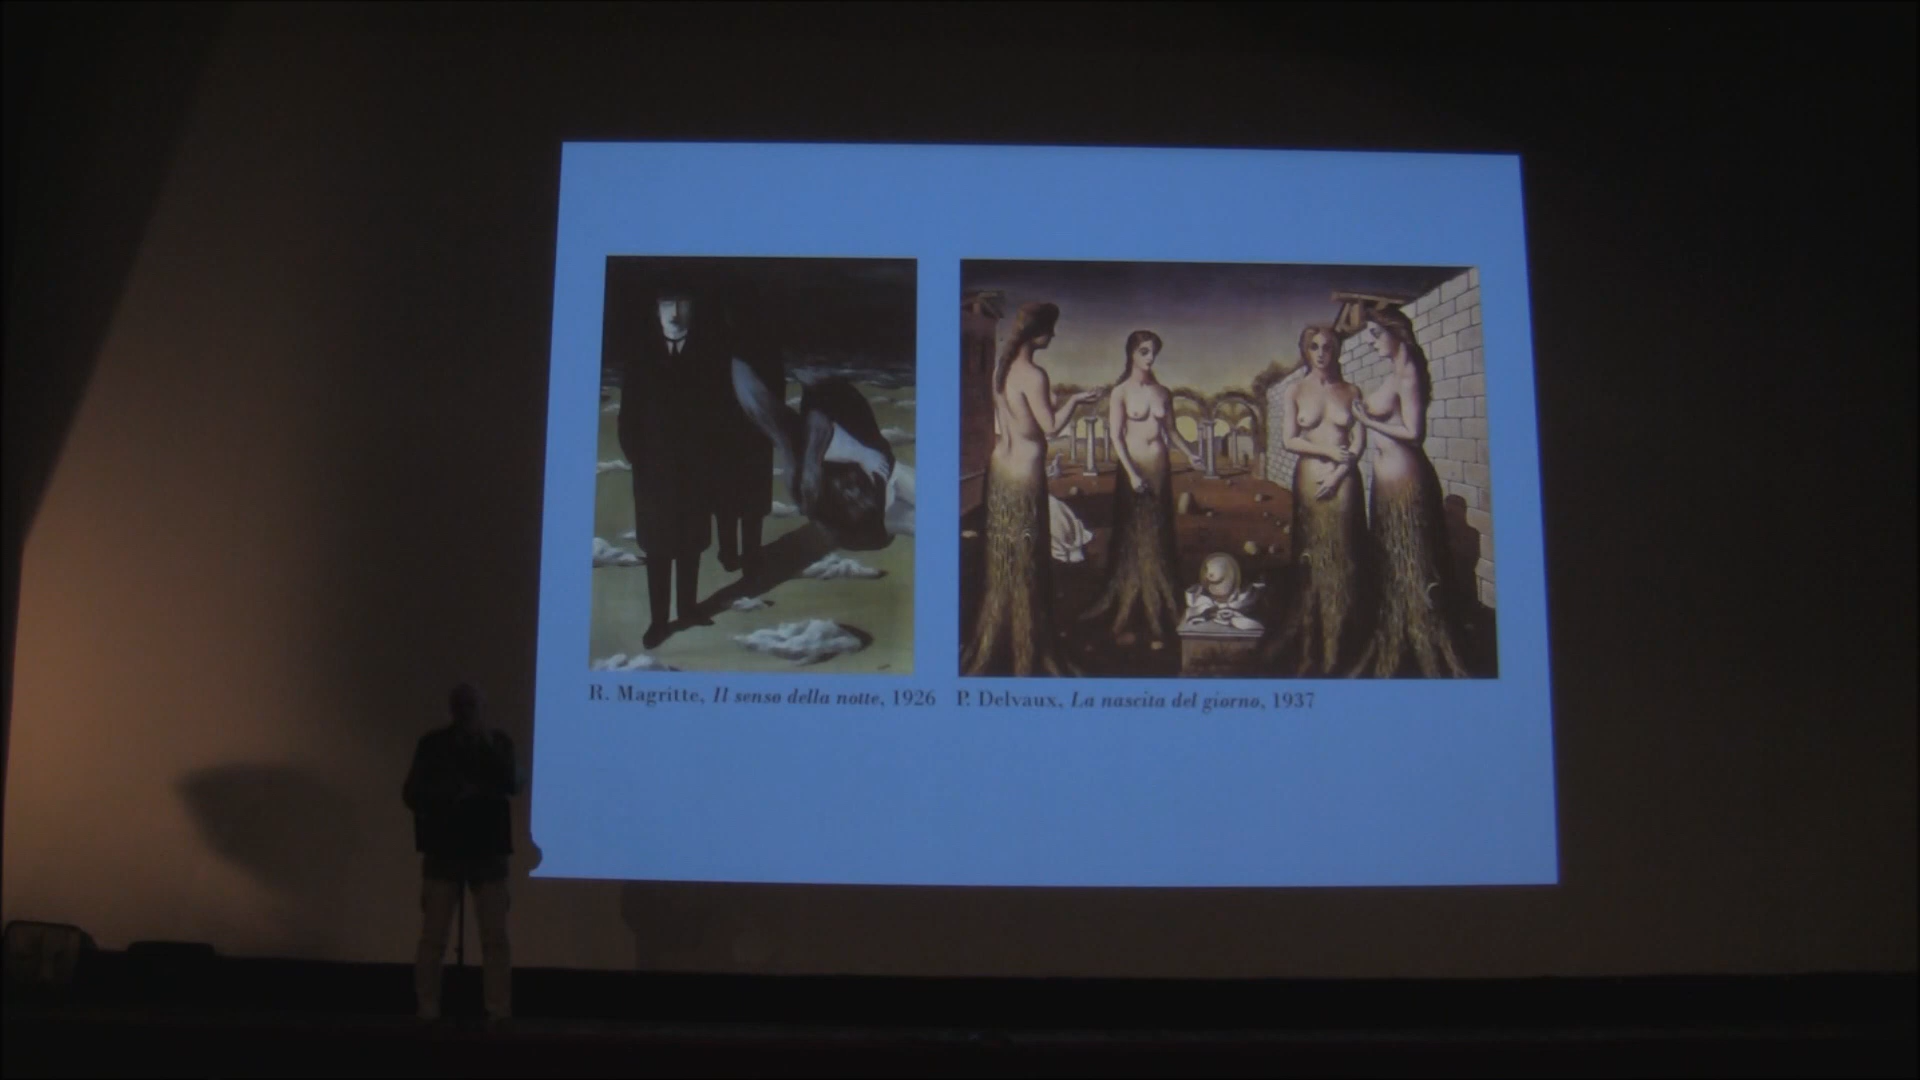 R. Magritte, Il senso della notte, 1926
P. Delvaux, La nascita del giorno, 1937